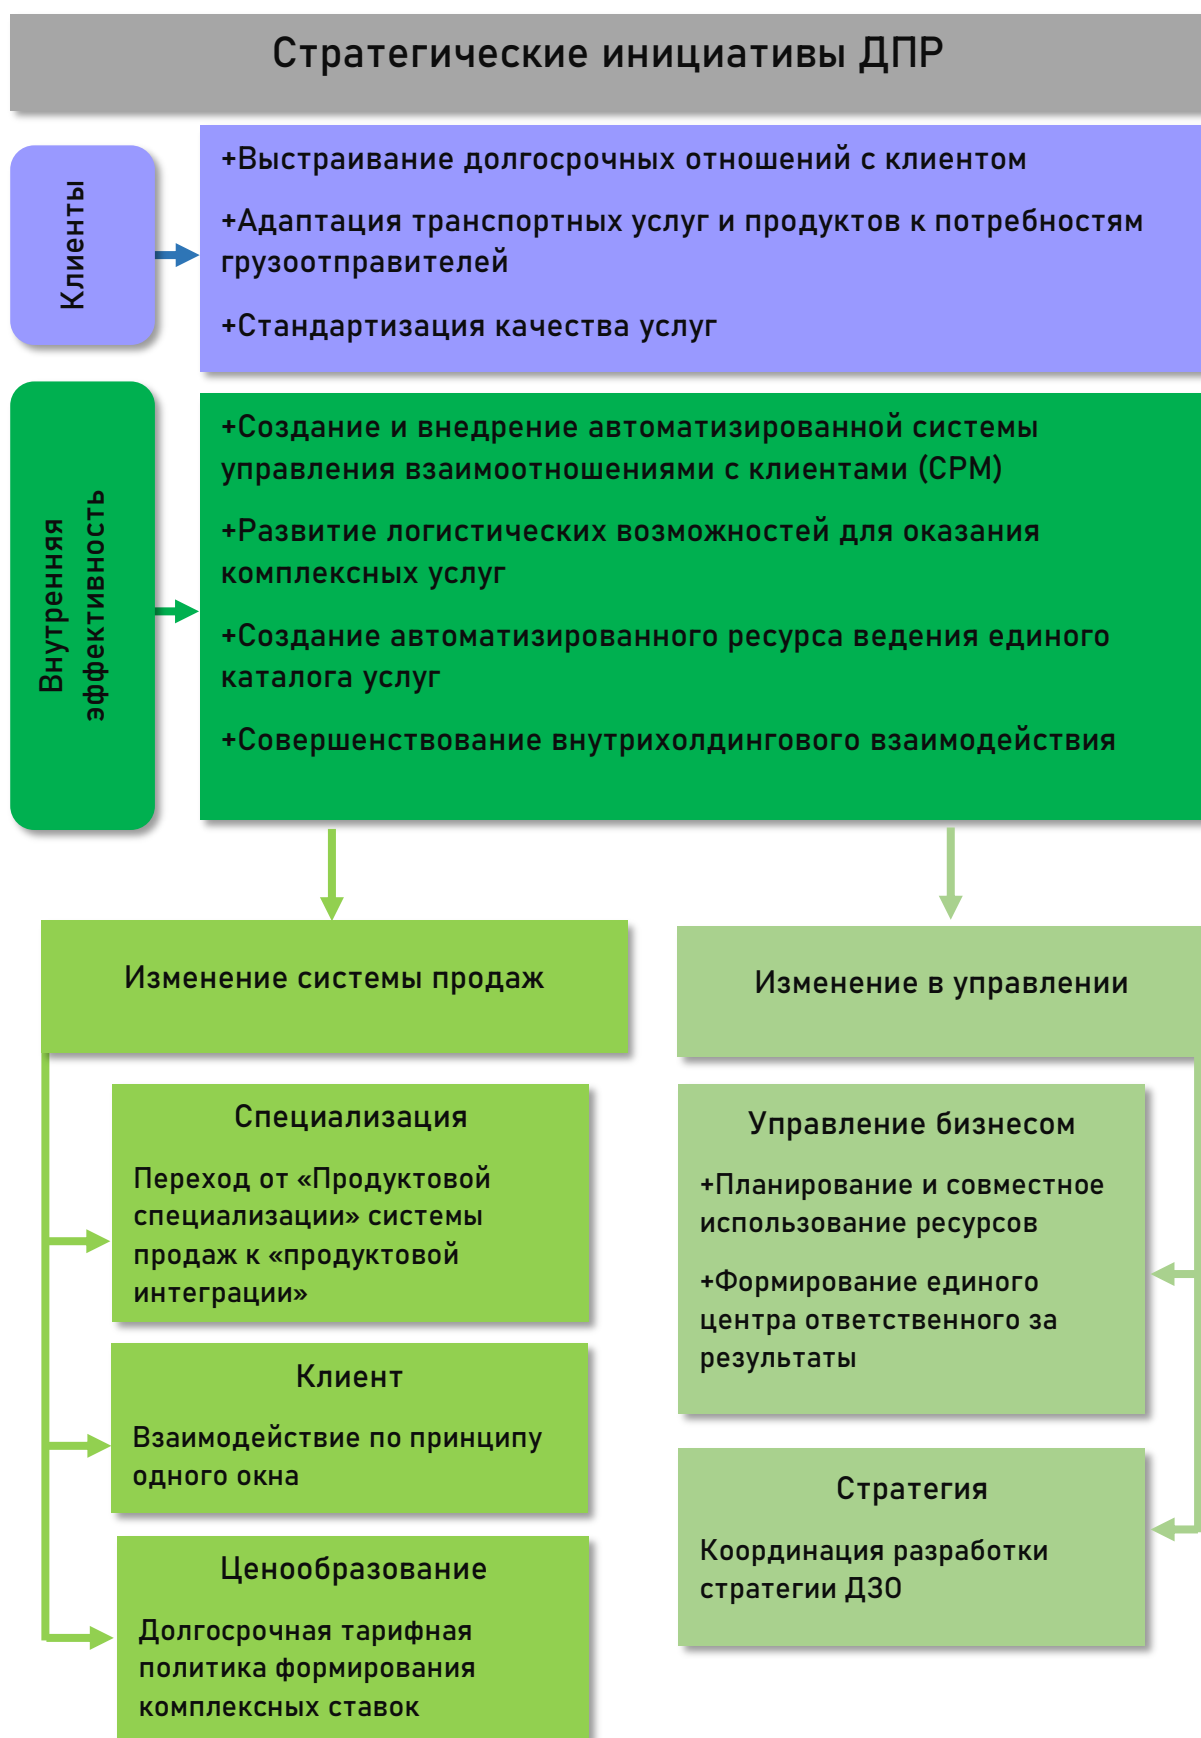 Стратегические инициативы ДПР
Клиенты
+Выстраивание долгосрочных отношений с клиентом
+Адаптация транспортных услуг и продуктов к потребностям
грузоотправителей
+Стандартизация качества услуг
Внутренняя
эффективность
+Создание и внедрение автоматизированной системы
управления взаимоотношениями с клиентами (СРМ)
+Развитие логистических возможностей для оказания
комплексных услуг
+Создание автоматизированного ресурса ведения единого
каталога услуг
+Совершенствование внутрихолдингового взаимодействия
Изменение системы продаж
Специализация
Переход от «Продуктовой
специализации» системы
продаж к «продуктовой
интеграции»
Клиент
Взаимодействие по принципу
одного окна
Ценообразование
Долгосрочная тарифная
политика формирования
комплексных ставок
Изменение в управлении
Управление бизнесом
+Планирование и совместное
использование ресурсов
+Формирование единого
центра ответственного за
результаты
Стратегия
Координация разработки
стратегии ДЗО